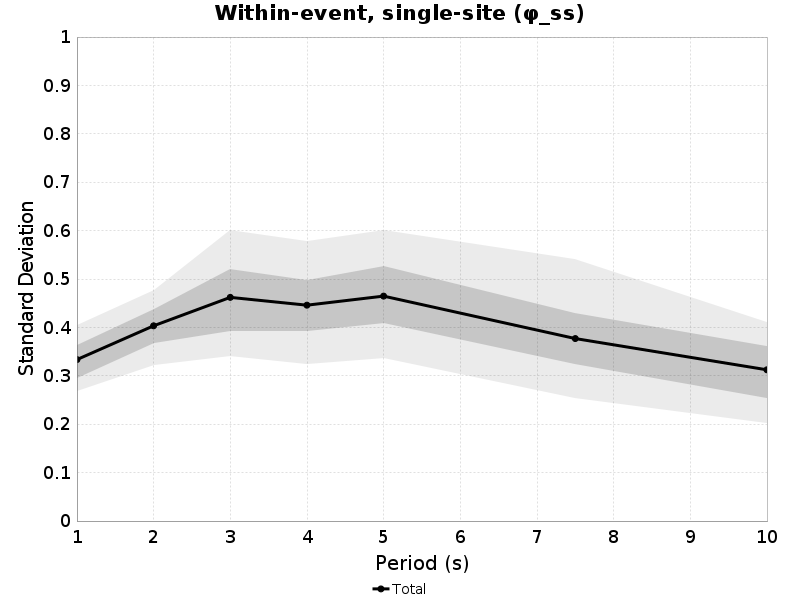 Within-event, single-site (φ_ss)
1
0.9
0.8
0.7
0.6
0.5
0.4
0.3
0.2
0.1
0
Standard Deviation
1 2 3 4 5 6 7 8 9 10
Period (s)
Total